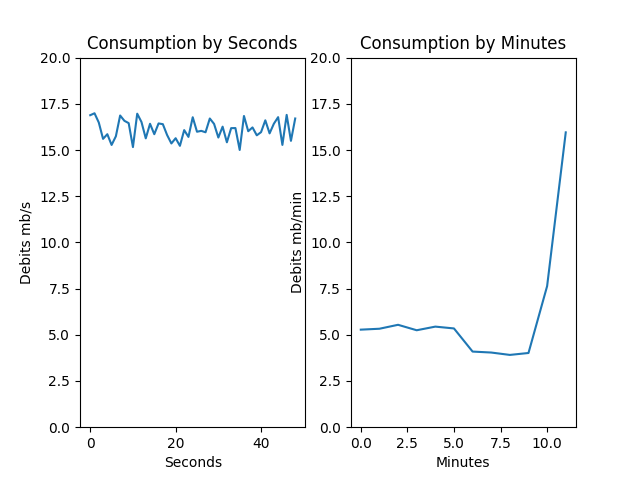 Consumption by Seconds
20.0
17.5
15.0
12.5
10.0
7.5
5.0
2.5
0.0
Debits mb/s
0 20 40
Seconds
Consumption by Minutes
20.0
17.5
15.0
12.5
10.0
7.5
5.0
2.5
0.0
Debits mb/min
0.0 2.5 5.0 7.5 10.0
Minutes